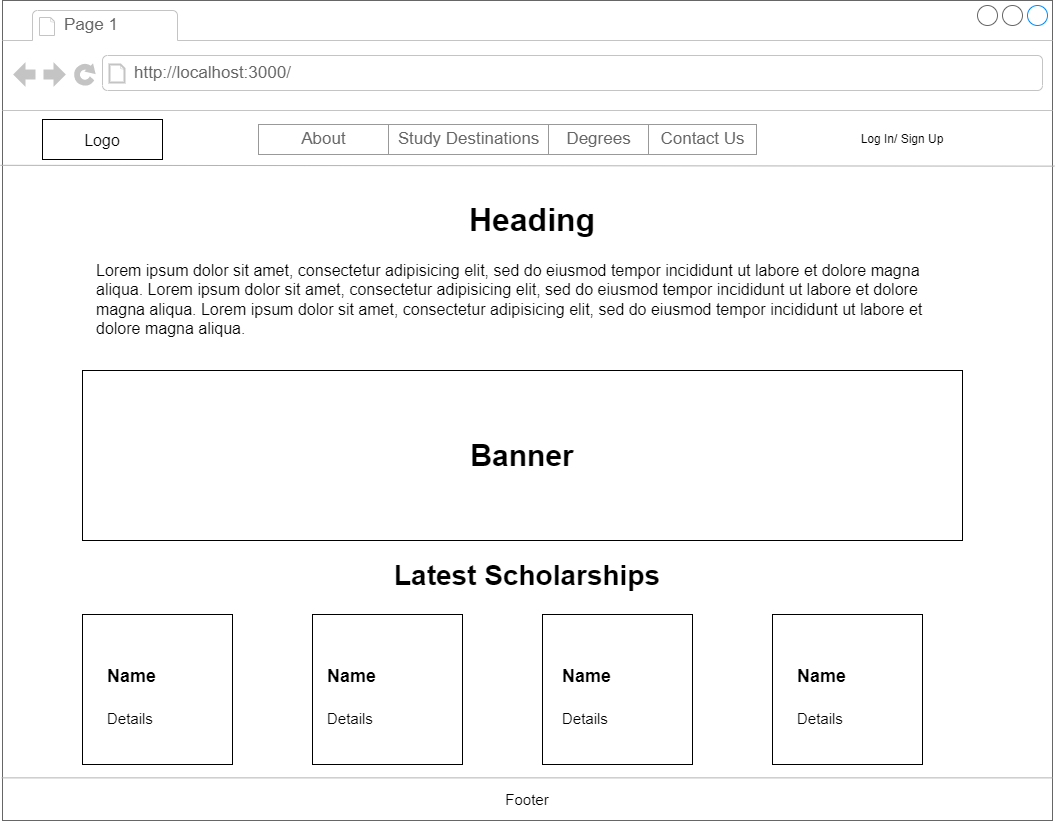 Page 1
http://localhost:3000/
Logo
About
Study Destinations
Degrees
Contact Us
Log In/ Sign Up
Heading
Lorem ipsum dolor sit amet, consectetur adipisicing elit, sed do eiusmod tempor incididunt ut labore et dolore magna
aliqua. Lorem ipsum dolor sit amet, consectetur adipisicing elit, sed do eiusmod tempor incididunt ut labore et dolore
magna aliqua. Lorem ipsum dolor sit amet, consectetur adipisicing elit, sed do eiusmod tempor incididunt ut labore et
dolore magna aliqua.
Banner
Latest Scholarships
Name
Details
Name
Details
Name
Details
Name
Details
Footer